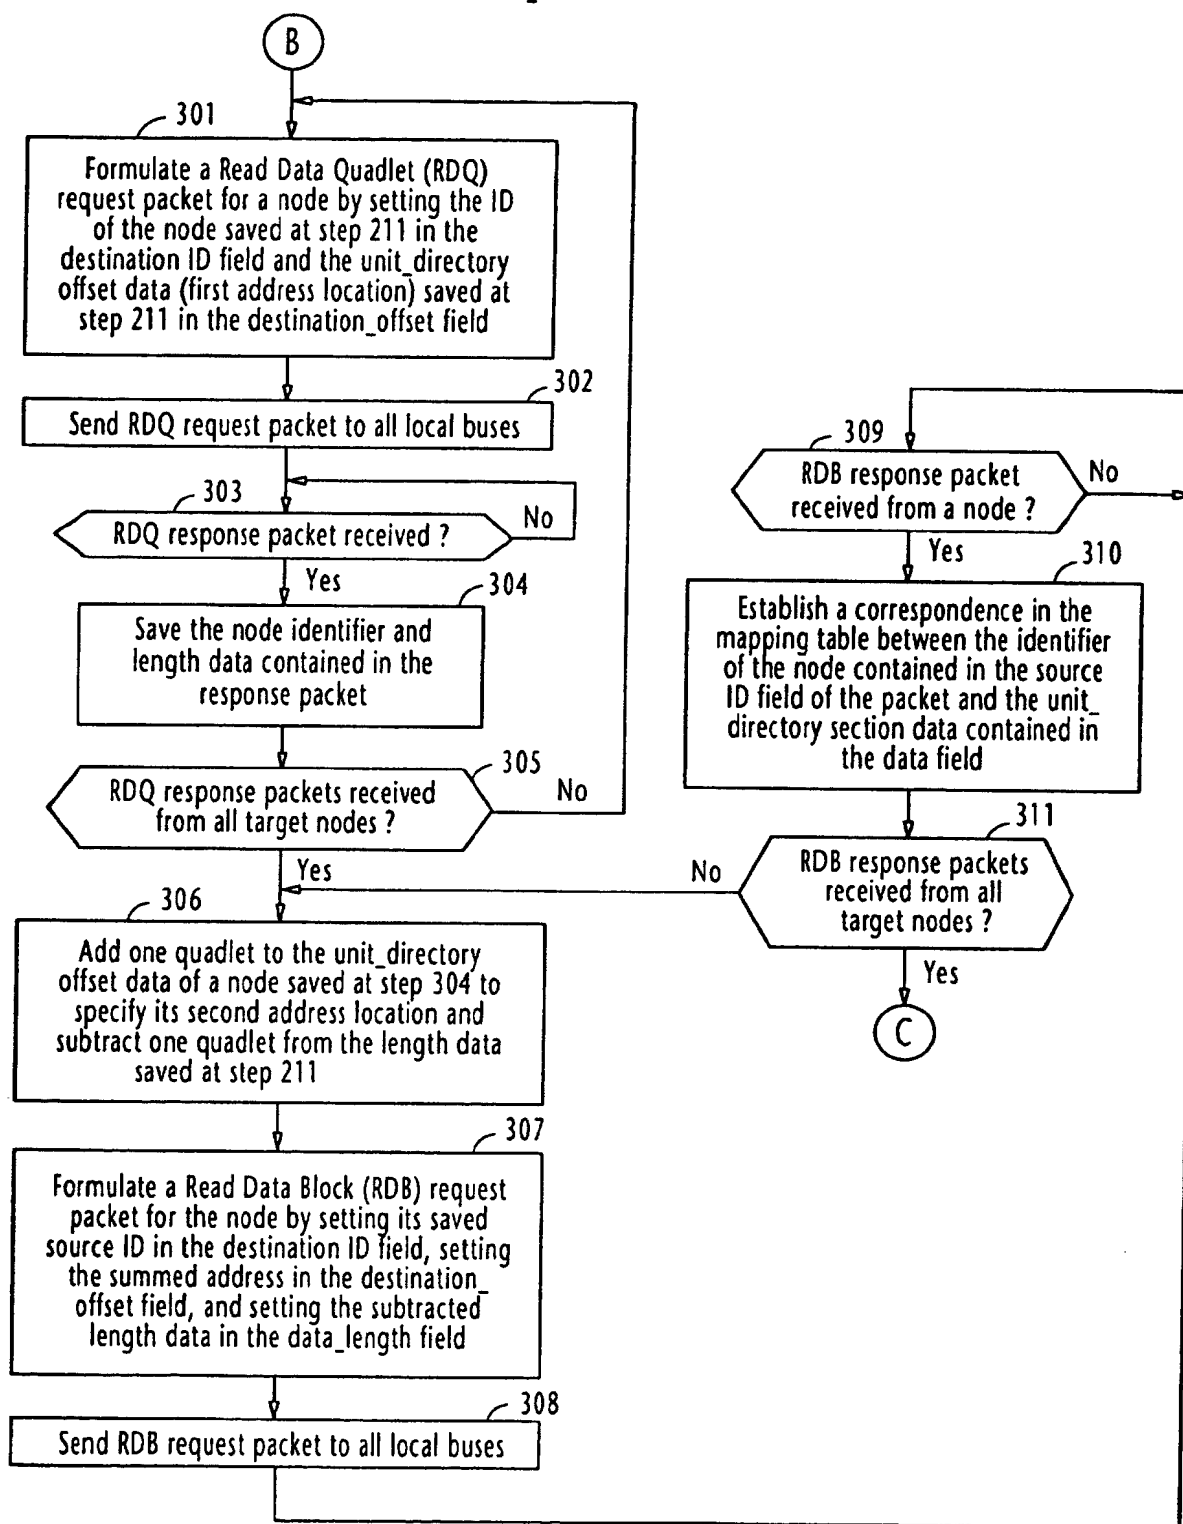 B
301
Formulate a Read Data Quadlet (RDQ)
request packet for a node by setting the ID
of the node saved at step 211 in the
destination ID field and the unit_directory
offset data (first address location) saved at
step 211 in the destination_offset field
302
Send RDQ request packet to all local buses
303
RDQ response packet received ?
No
Yes
304
Save the node identifier and
length data contained in the
response packet
305
RDQ response packets received
from all target nodes ?
No
Yes
306
Add one quadlet to the unit_directory
offset data of a node saved at step 304 to
specify its second address location and
subtract one quadlet from the length data
saved at step 211
307
Formulate a Read Data Block (RDB) request
packet for the node by setting its saved
source ID in the destination ID field, setting
the summed address in the destination_
offset field, and setting the subtracted
length data in the data_length field
308
Send RDB request packet to all local buses
309
RDB response packet
received from a node ?
No
Yes
310
Establish a correspondence in the
mapping table between the identifier
of the node contained in the source
ID field of the packet and the unit_
directory section data contained in
the data field
311
RDB response packets
received from all
target nodes ?
No
Yes
C